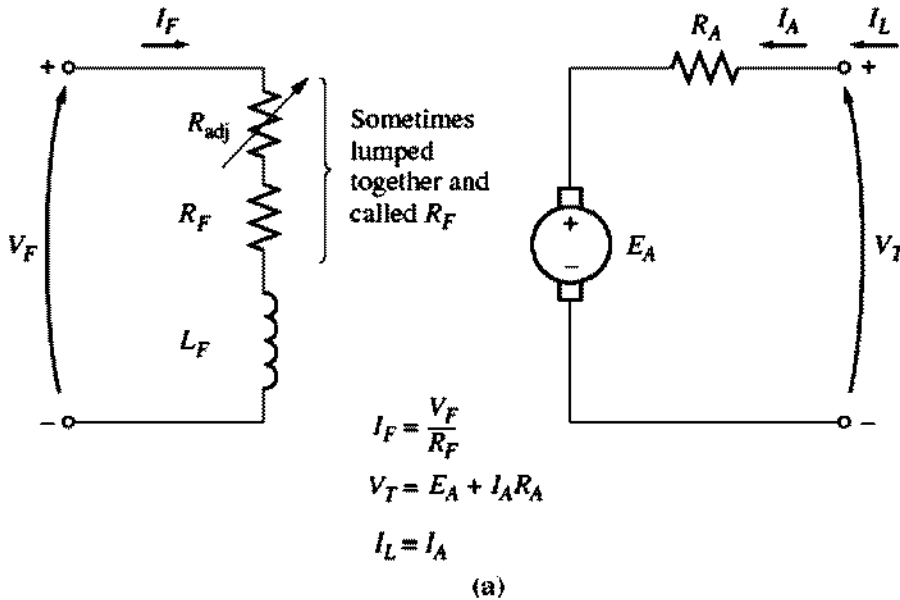 I_F
R_A
I_A
I_L
+
+
R_adj
Sometimes
lumped
together and
called R_F
R_F
V_F
+
−
E_A
V_T
L_F
−
−
I_F = V_F / R_F
V_T = E_A + I_A R_A
I_L = I_A
(a)